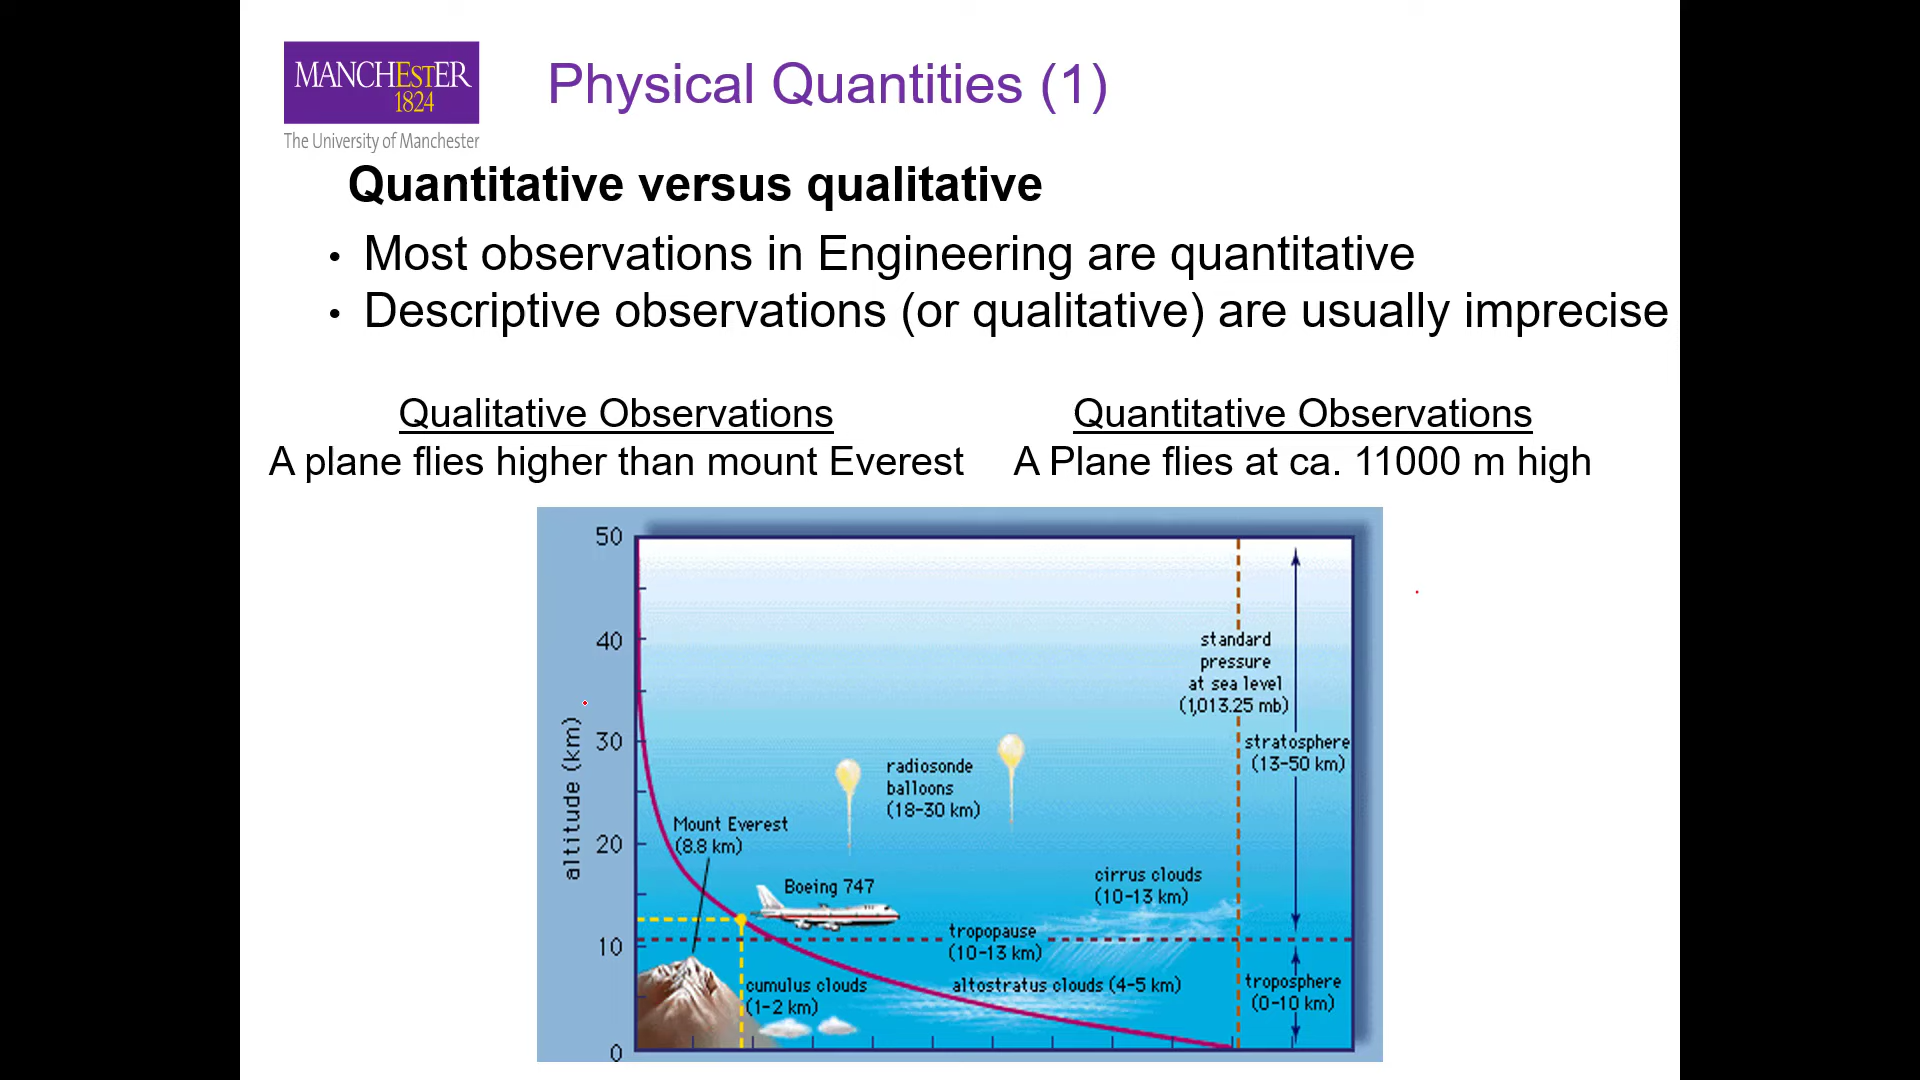 MANCHEsTER
1824
The University of Manchester
Physical Quantities (1)
Quantitative versus qualitative
• Most observations in Engineering are quantitative
• Descriptive observations (or qualitative) are usually imprecise
Qualitative Observations
A plane flies higher than mount Everest
Quantitative Observations
A Plane flies at ca. 11000 m high
50
40
30
20
10
0
altitude (km)
standard
pressure
at sea level
(1,013.25 mb)
stratosphere
(13-50 km)
radiosonde
balloons
(18-30 km)
Mount Everest
(8.8 km)
Boeing 747
cirrus clouds
(10-13 km)
tropopause
(10-13 km)
cumulus clouds
(1-2 km)
altostratus clouds (4-5 km)
troposphere
(0-10 km)